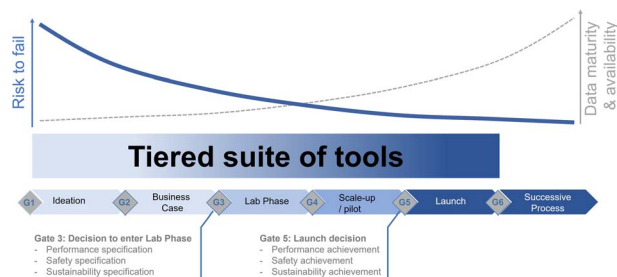 Risk to fail
Data maturity
& availability
Tiered suite of tools
G1
Ideation
G2
Business
Case
G3
Lab Phase
G4
Scale-up
/ pilot
G5
Launch
G6
Successive
Process
Gate 3: Decision to enter Lab Phase
- Performance specification
- Safety specification
- Sustainability specification
Gate 5: Launch decision
- Performance achievement
- Safety achievement
- Sustainability achievement